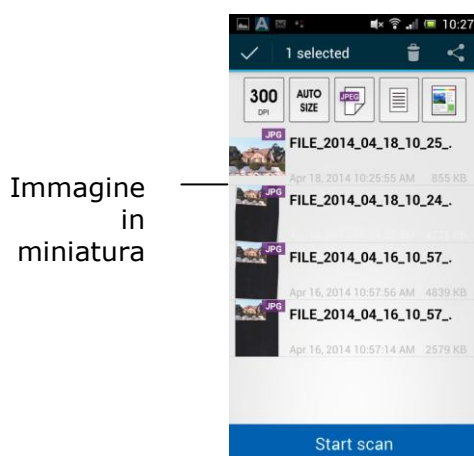 10:27
1 selected
300
DPI
AUTO
SIZE
JPEG
JPG
FILE_2014_04_18_10_25_.
Apr 18, 2014 10:25:55 AM 855 KB
Immagine
in
miniatura
JPG
FILE_2014_04_18_10_24_.
JPG
FILE_2014_04_16_10_57_.
Apr 16, 2014 10:57:56 AM 4839 KB
JPG
FILE_2014_04_16_10_57_.
Apr 16, 2014 10:57:14 AM 2579 KB
Start scan